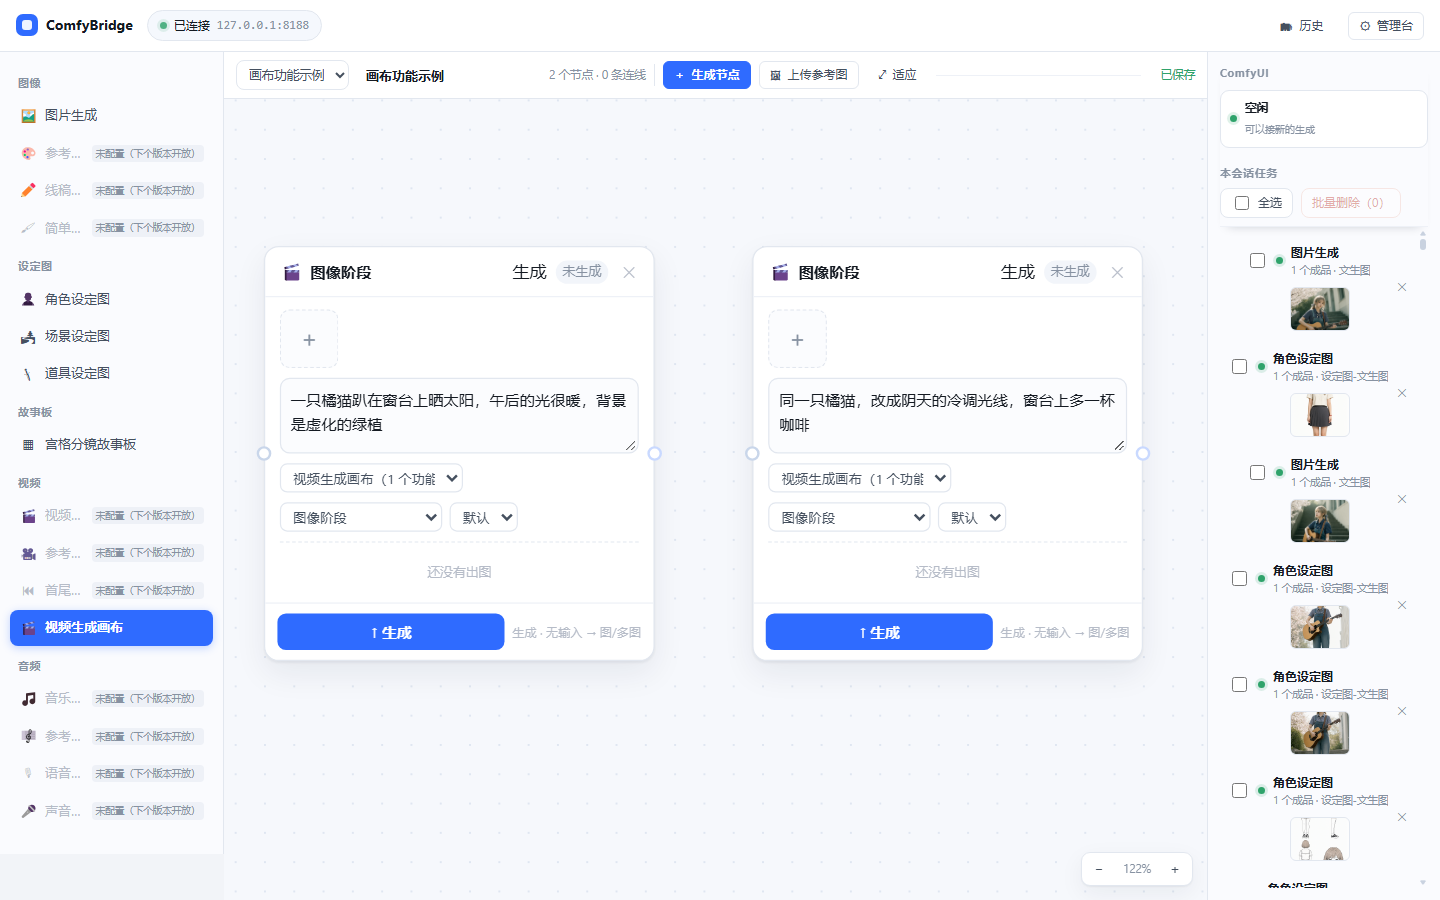 ComfyBridge
已连接 127.0.0.1:8188
历史
管理台
图像
图片生成
参考... 未配置（下个版本开放）
线稿... 未配置（下个版本开放）
简单... 未配置（下个版本开放）
设定图
角色设定图
场景设定图
道具设定图
故事板
宫格分镜故事板
视频
视频... 未配置（下个版本开放）
参考... 未配置（下个版本开放）
首尾... 未配置（下个版本开放）
视频生成画布
音频
音乐... 未配置（下个版本开放）
参考... 未配置（下个版本开放）
语音... 未配置（下个版本开放）
声音... 未配置（下个版本开放）
画布功能示例
画布功能示例
2 个节点 · 0 条连线
+ 生成节点
上传参考图
适应
已保存
图像阶段
生成 未生成
+
一只橘猫趴在窗台上晒太阳，午后的光很暖，背景
是虚化的绿植
视频生成画布（1 个功能
图像阶段
默认
还没有出图
↑ 生成
生成 · 无输入 → 图/多图
图像阶段
生成 未生成
+
同一只橘猫，改成阴天的冷调光线，窗台上多一杯
咖啡
视频生成画布（1 个功能
图像阶段
默认
还没有出图
↑ 生成
生成 · 无输入 → 图/多图
− 122% +
ComfyUI
空闲
可以接新的生成
本会话任务
全选
批量删除（0）
图片生成
1 个成品 · 文生图
角色设定图
1 个成品 · 设定图-文生图
图片生成
1 个成品 · 文生图
角色设定图
1 个成品 · 设定图-文生图
角色设定图
1 个成品 · 设定图-文生图
角色设定图
1 个成品 · 设定图-文生图
角色设定图